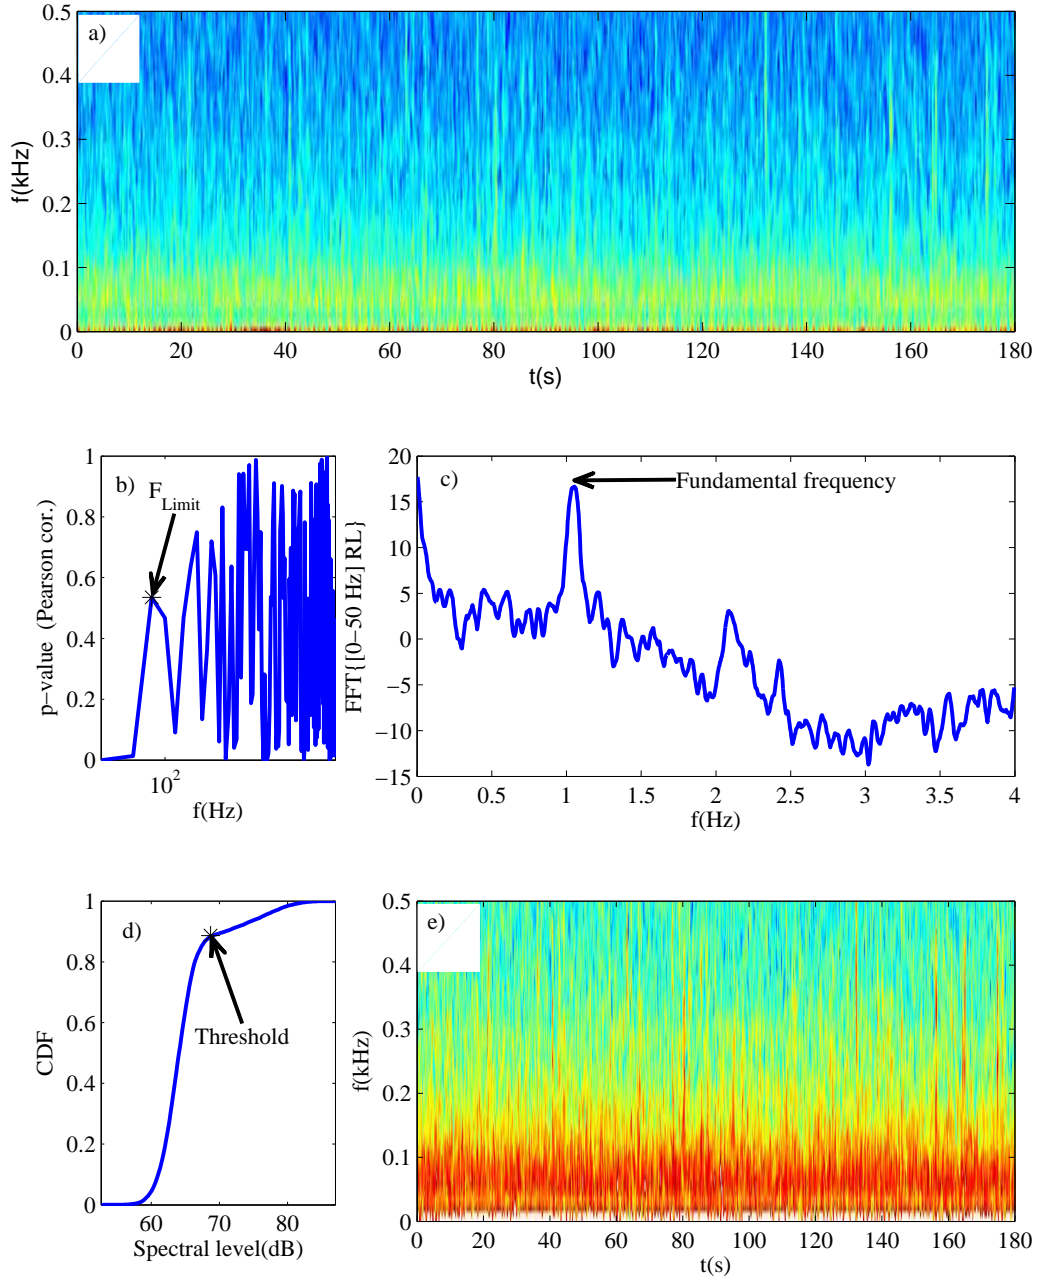 a)
f(kHz)
0.5
0.4
0.3
0.2
0.1
0
0 20 40 60 80 100 120 140 160 180
t(s)
b)
F_Limit
p−value (Pearson cor.)
1
0.8
0.6
0.4
0.2
0
10^2
f(Hz)
c)
Fundamental frequency
FFT{[0−50 Hz] RL}
20
15
10
5
0
−5
−10
−15
0 0.5 1 1.5 2 2.5 3 3.5 4
f(Hz)
d)
Threshold
CDF
1
0.8
0.6
0.4
0.2
0
60 70 80
Spectral level(dB)
e)
f(kHz)
0.5
0.4
0.3
0.2
0.1
0
0 20 40 60 80 100 120 140 160 180
t(s)